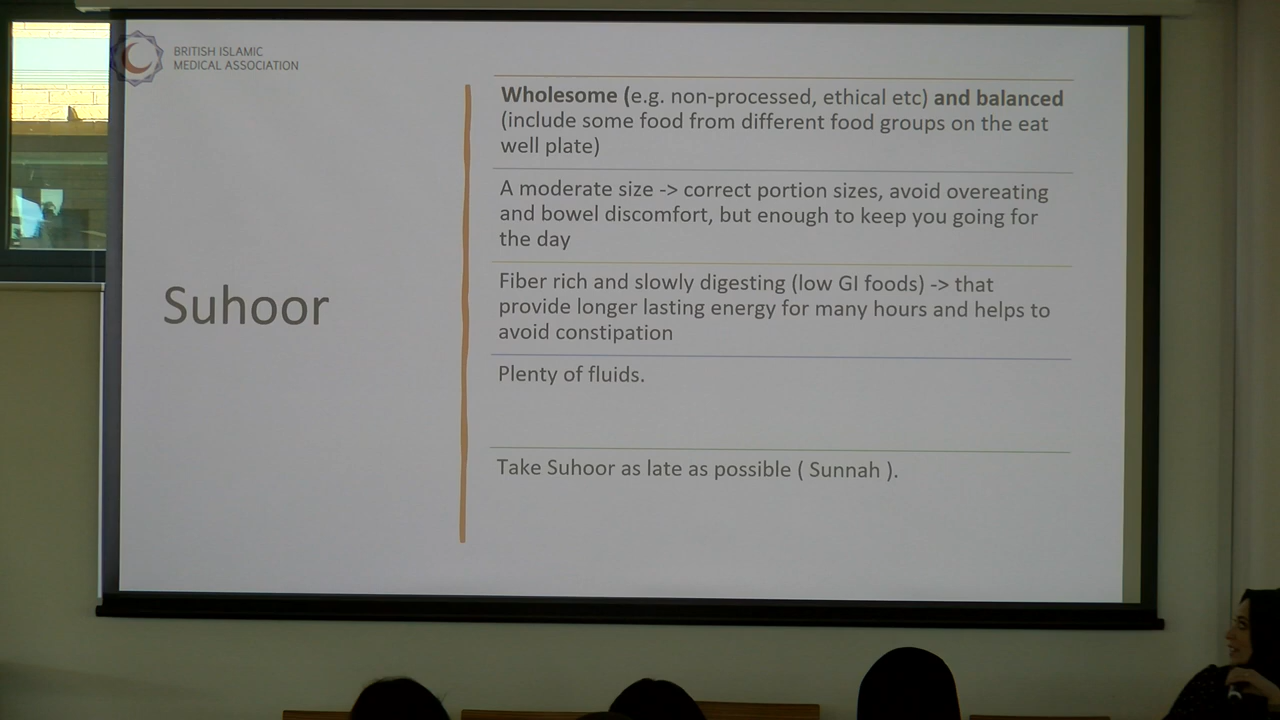 BRITISH ISLAMIC
MEDICAL ASSOCIATION
Suhoor
Wholesome (e.g. non-processed, ethical etc) and balanced
(include some food from different food groups on the eat
well plate)
A moderate size -> correct portion sizes, avoid overeating
and bowel discomfort, but enough to keep you going for
the day
Fiber rich and slowly digesting (low GI foods) -> that
provide longer lasting energy for many hours and helps to
avoid constipation
Plenty of fluids.
Take Suhoor as late as possible ( Sunnah ).